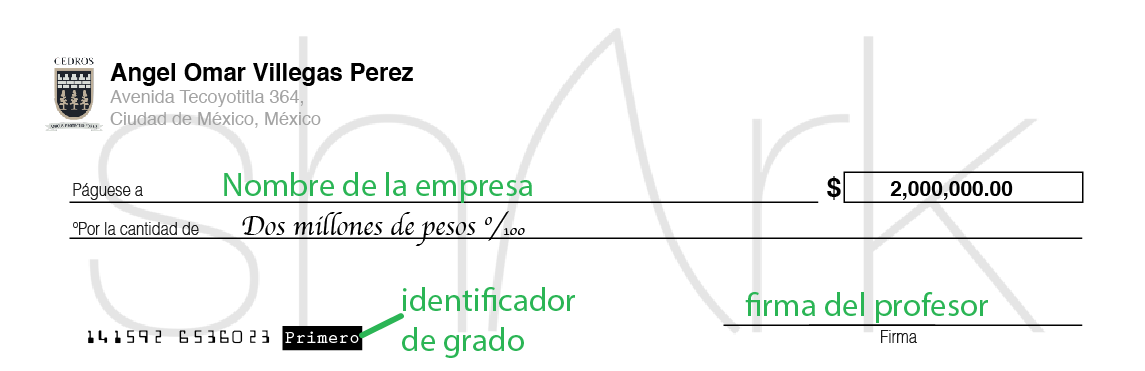 CEDROS
Angel Omar Villegas Perez
Avenida Tecoyotitla 364,
Ciudad de México, México
shArk
Páguese a Nombre de la empresa $ 2,000,000.00
ºPor la cantidad de Dos millones de pesos º/100
identificador
de grado
firma del profesor
141592 6536023 Primero
Firma